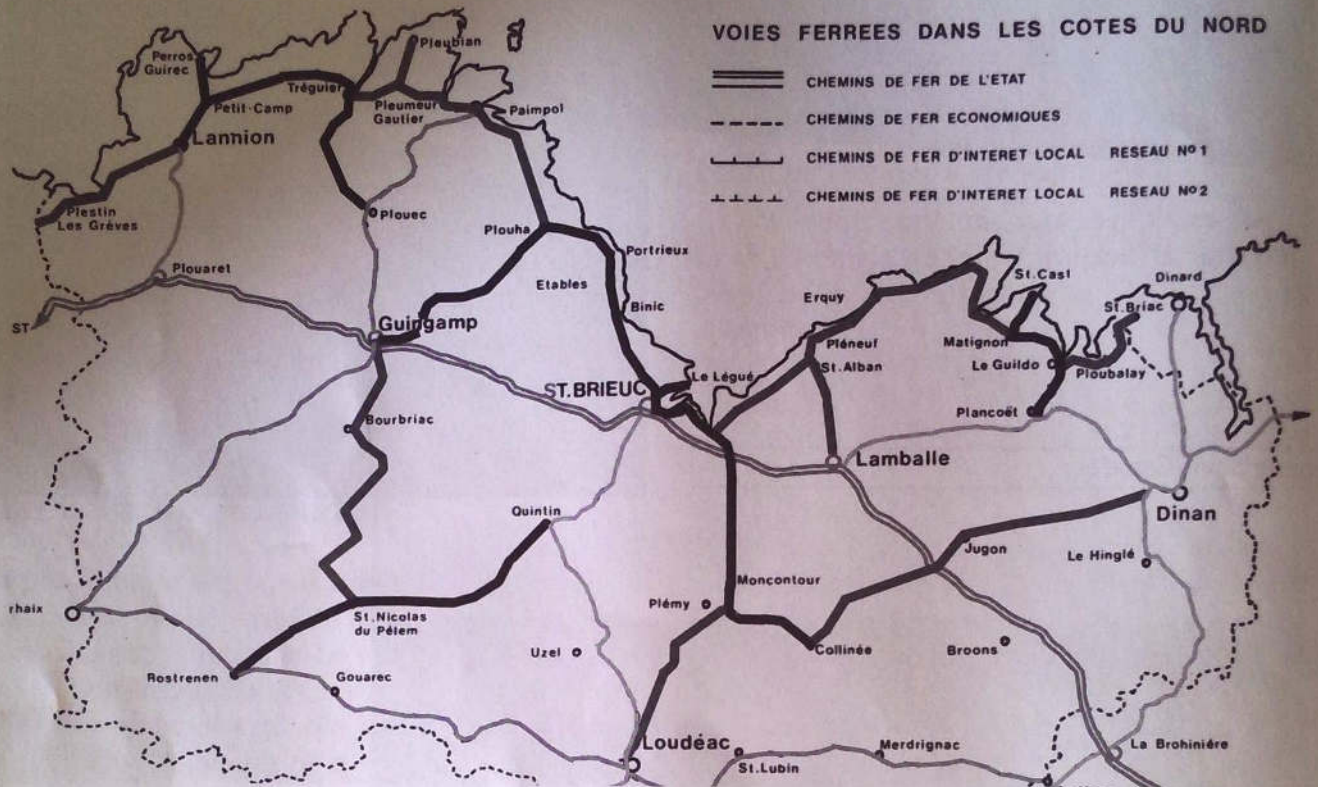 VOIES FERREES DANS LES COTES DU NORD
CHEMINS DE FER DE L'ETAT
CHEMINS DE FER ECONOMIQUES
CHEMINS DE FER D'INTERET LOCAL RESEAU Nº1
CHEMINS DE FER D'INTERET LOCAL RESEAU Nº2
Perros
Guirec
Pleubian
Tréguier
Petit-Camp
Pleumeur
Gautier
Paimpol
Lannion
Plestin
Les Grèves
Plouec
Plouha
Portrieux
Plouaret
Etables
Binic
ST
Guingamp
Erquy
St.Cast
Dinard
St.Briac
Pléneuf
Matignon
St.Alban
Le Guildo
Ploubalay
Le Légué
ST.BRIEUC
Plancoët
Bourbriac
Lamballe
Dinan
Quintin
Jugon
Le Hinglé
rhaix
Moncontour
Plémy
St.Nicolas
du Pélem
Uzel
Collinée
Broons
Rostrenen
Gouarec
Loudéac
St.Lubin
Merdrignac
La Brohinière